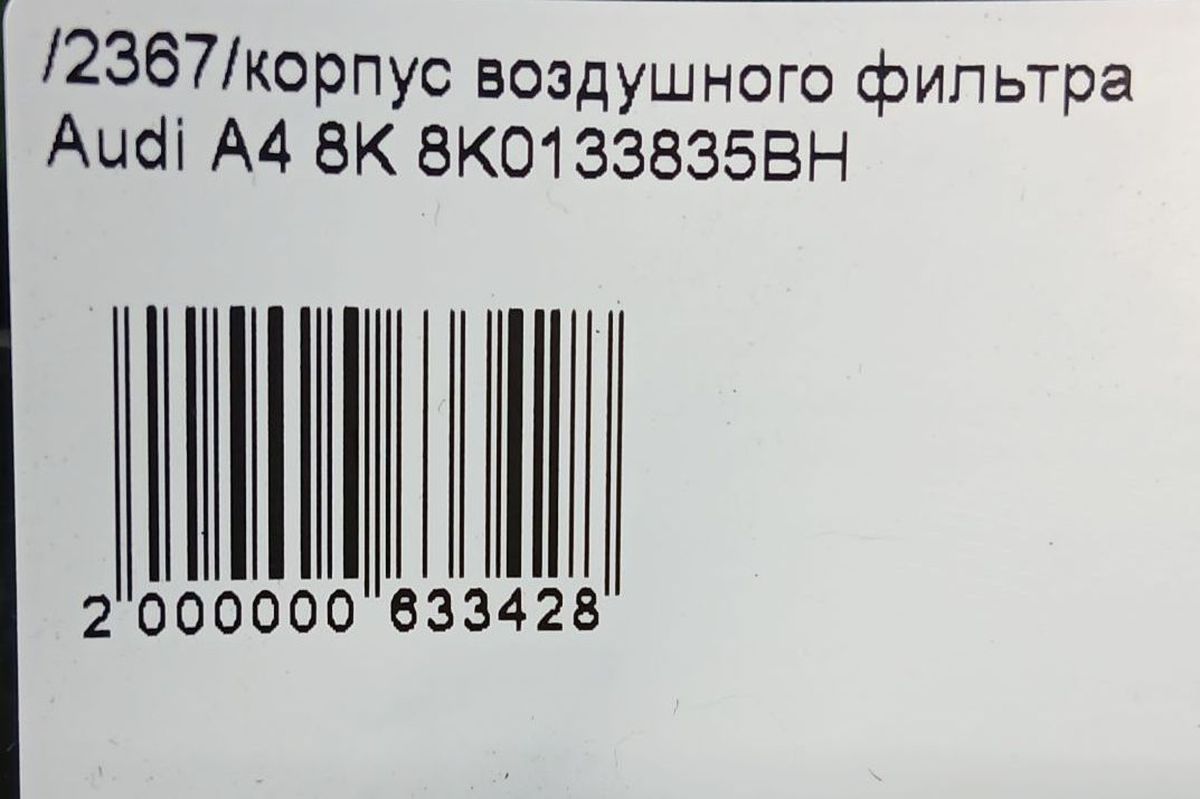 /2367/корпус воздушного фильтра
Audi A4 8K 8K0133835BH
2 000000 633428